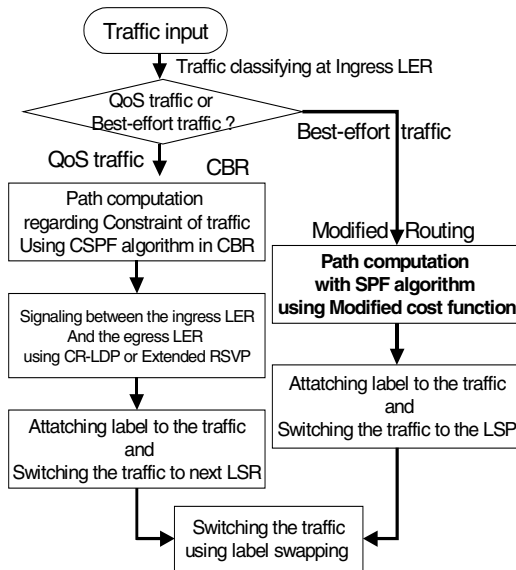 Traffic input
Traffic classifying at Ingress LER
QoS traffic or
Best-effort traffic ?
QoS traffic
CBR
Best-effort traffic
Path computation
regarding Constraint of traffic
Using CSPF algorithm in CBR
Modified Routing
Path computation
with SPF algorithm
using Modified cost function
Signaling between the ingress LER
And the egress LER
using CR-LDP or Extended RSVP
Attatching label to the traffic
and
Switching the traffic to the LSP
Attatching label to the traffic
and
Switching the traffic to next LSR
Switching the traffic
using label swapping